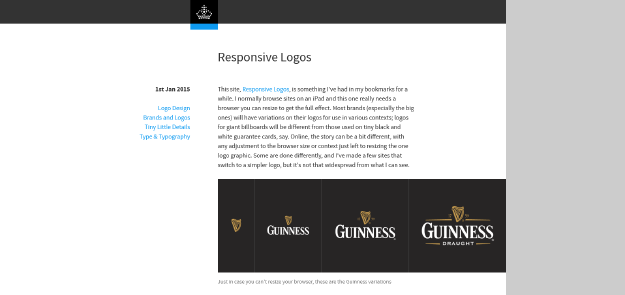 Responsive Logos
1st Jan 2015
Logo Design
Brands and Logos
Tiny Little Details
Type & Typography
This site, Responsive Logos, is something I've had in my bookmarks for a
while. I normally browse sites on an iPad and this one really needs a
browser you can resize to get the full effect. Most brands (especially the big
ones) will have variations on their logos for use in various contexts; logos
for giant billboards will be different from those used on tiny black and
white guarantee cards, say. Online, the story can be a bit different, with
any adjustment to the browser size or context just left to resizing the one
logo graphic. Some are done differently, and I've made a few sites that
switch to a simpler logo, but it's not that widespread from what I can see.
GUINNESS
GUINNESS
GUINNESS
DRAUGHT
Just in case you can't resize your browser, these are the Guinness variations